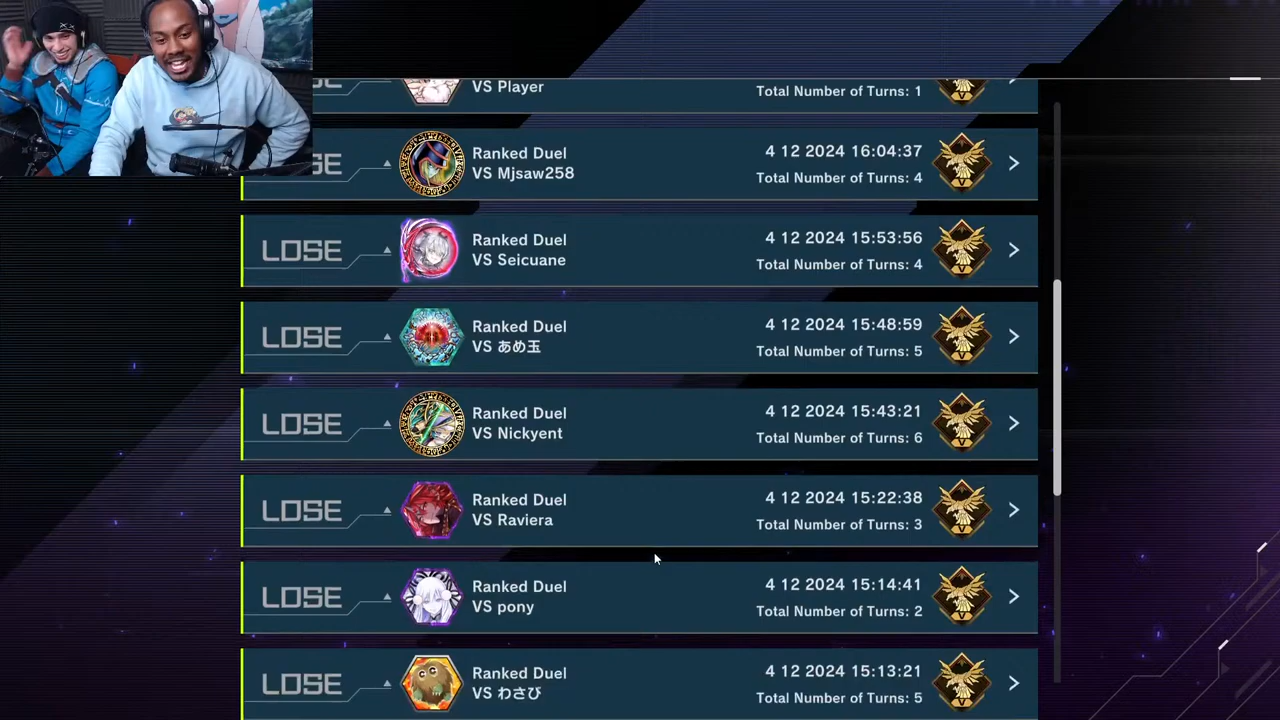 VS Player
Total Number of Turns: 1
Ranked Duel
VS Mjsaw258
4 12 2024 16:04:37
Total Number of Turns: 4
V
LOSE
Ranked Duel
VS Seicuane
4 12 2024 15:53:56
Total Number of Turns: 4
V
LOSE
Ranked Duel
VS あめ玉
4 12 2024 15:48:59
Total Number of Turns: 5
V
LOSE
Ranked Duel
VS Nickyent
4 12 2024 15:43:21
Total Number of Turns: 6
V
LOSE
Ranked Duel
VS Raviera
4 12 2024 15:22:38
Total Number of Turns: 3
V
LOSE
Ranked Duel
VS pony
4 12 2024 15:14:41
Total Number of Turns: 2
V
LOSE
Ranked Duel
VS わさび
4 12 2024 15:13:21
Total Number of Turns: 5
V